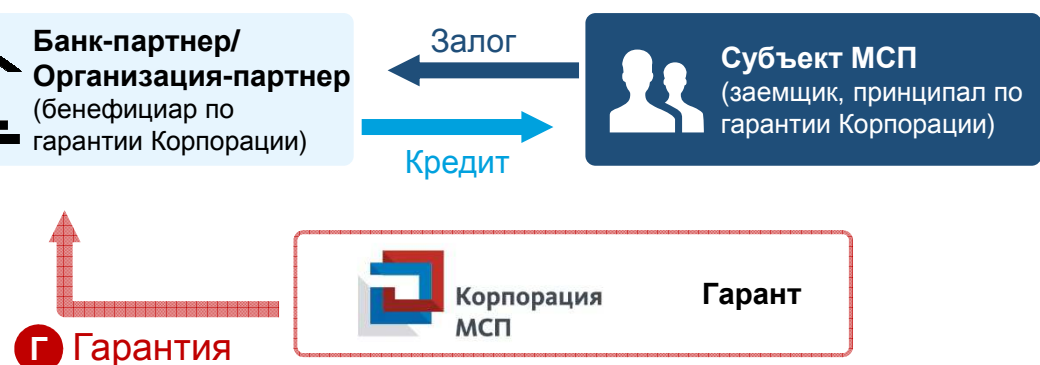 Банк-партнер/
Организация-партнер
(бенефициар по
гарантии Корпорации)
Залог
Кредит
Субъект МСП
(заемщик, принципал по
гарантии Корпорации)
Корпорация
МСП
Гарант
Г Гарантия